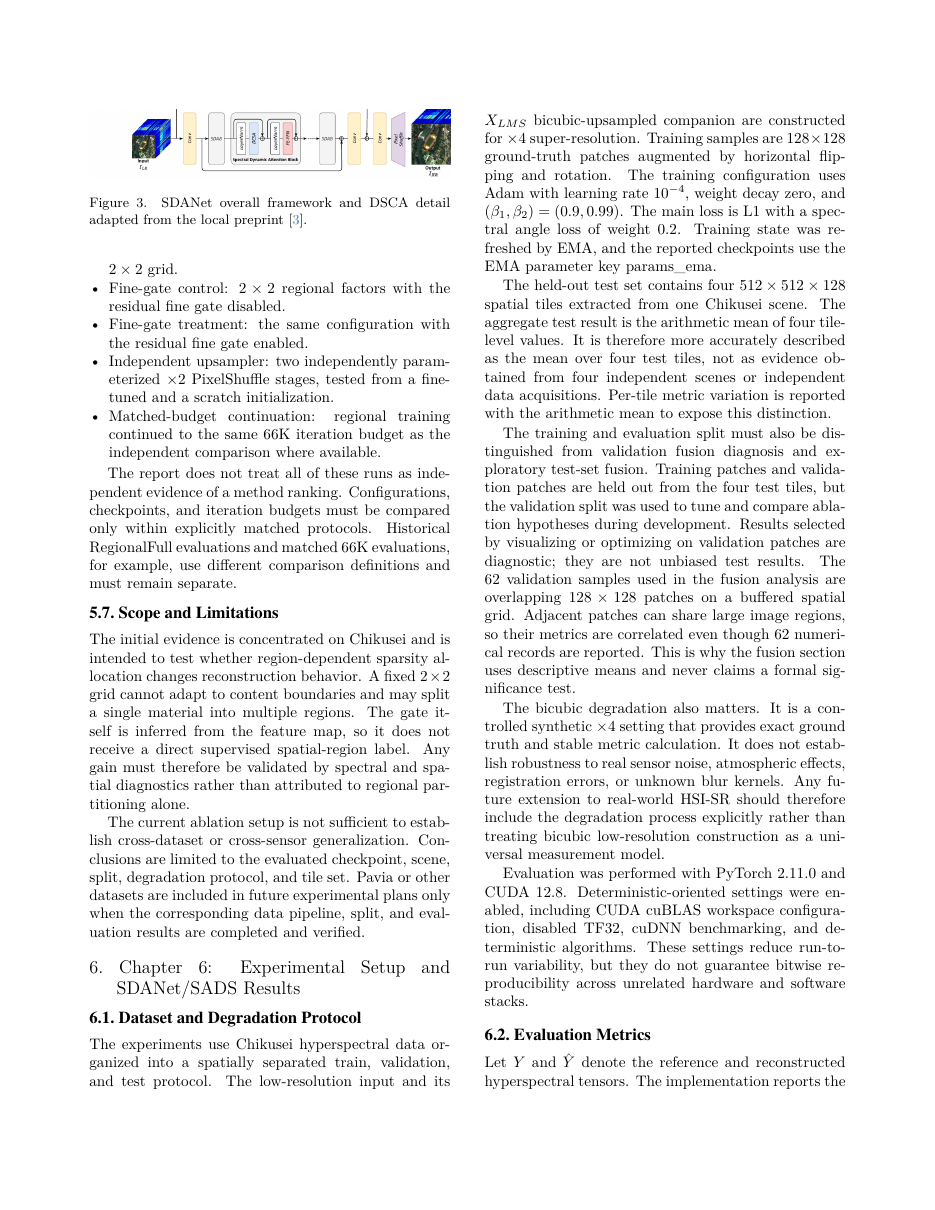 Input
I_LR
Conv
SDAB
LayerNorm
DCSA
LayerNorm
FE-FFN
Spectral Dynamic Attention Block
SDAB
Conv
Conv
Pixel Shuffle
Output
Figure 3. SDANet overall framework and DSCA detail
adapted from the local preprint [3].
2 × 2 grid.
• Fine-gate control: 2 × 2 regional factors with the
residual fine gate disabled.
• Fine-gate treatment: the same configuration with
the residual fine gate enabled.
• Independent upsampler: two independently param-
eterized ×2 PixelShuffle stages, tested from a fine-
tuned and a scratch initialization.
• Matched-budget continuation: regional training
continued to the same 66K iteration budget as the
independent comparison where available.
The report does not treat all of these runs as inde-
pendent evidence of a method ranking. Configurations,
checkpoints, and iteration budgets must be compared
only within explicitly matched protocols. Historical
RegionalFull evaluations and matched 66K evaluations,
for example, use different comparison definitions and
must remain separate.
5.7. Scope and Limitations
The initial evidence is concentrated on Chikusei and is
intended to test whether region-dependent sparsity al-
location changes reconstruction behavior. A fixed 2×2
grid cannot adapt to content boundaries and may split
a single material into multiple regions. The gate it-
self is inferred from the feature map, so it does not
receive a direct supervised spatial-region label. Any
gain must therefore be validated by spectral and spa-
tial diagnostics rather than attributed to regional par-
titioning alone.
The current ablation setup is not sufficient to estab-
lish cross-dataset or cross-sensor generalization. Con-
clusions are limited to the evaluated checkpoint, scene,
split, degradation protocol, and tile set. Pavia or other
datasets are included in future experimental plans only
when the corresponding data pipeline, split, and eval-
uation results are completed and verified.
6. Chapter 6: Experimental Setup and
SDANet/SADS Results
6.1. Dataset and Degradation Protocol
The experiments use Chikusei hyperspectral data or-
ganized into a spatially separated train, validation,
and test protocol. The low-resolution input and its
X_LMS bicubic-upsampled companion are constructed
for ×4 super-resolution. Training samples are 128×128
ground-truth patches augmented by horizontal flip-
ping and rotation. The training configuration uses
Adam with learning rate 10⁻⁴, weight decay zero, and
(β₁, β₂) = (0.9, 0.99). The main loss is L1 with a spec-
tral angle loss of weight 0.2. Training state was re-
freshed by EMA, and the reported checkpoints use the
EMA parameter key params_ema.
The held-out test set contains four 512 × 512 × 128
spatial tiles extracted from one Chikusei scene. The
aggregate test result is the arithmetic mean of four tile-
level values. It is therefore more accurately described
as the mean over four test tiles, not as evidence ob-
tained from four independent scenes or independent
data acquisitions. Per-tile metric variation is reported
with the arithmetic mean to expose this distinction.
The training and evaluation split must also be dis-
tinguished from validation fusion diagnosis and ex-
ploratory test-set fusion. Training patches and valida-
tion patches are held out from the four test tiles, but
the validation split was used to tune and compare abla-
tion hypotheses during development. Results selected
by visualizing or optimizing on validation patches are
diagnostic; they are not unbiased test results. The
62 validation samples used in the fusion analysis are
overlapping 128 × 128 patches on a buffered spatial
grid. Adjacent patches can share large image regions,
so their metrics are correlated even though 62 numeri-
cal records are reported. This is why the fusion section
uses descriptive means and never claims a formal sig-
nificance test.
The bicubic degradation also matters. It is a con-
trolled synthetic ×4 setting that provides exact ground
truth and stable metric calculation. It does not estab-
lish robustness to real sensor noise, atmospheric effects,
registration errors, or unknown blur kernels. Any fu-
ture extension to real-world HSI-SR should therefore
include the degradation process explicitly rather than
treating bicubic low-resolution construction as a uni-
versal measurement model.
Evaluation was performed with PyTorch 2.11.0 and
CUDA 12.8. Deterministic-oriented settings were en-
abled, including CUDA cuBLAS workspace configura-
tion, disabled TF32, cuDNN benchmarking, and de-
terministic algorithms. These settings reduce run-to-
run variability, but they do not guarantee bitwise re-
producibility across unrelated hardware and software
stacks.
6.2. Evaluation Metrics
Let Y and Ŷ denote the reference and reconstructed
hyperspectral tensors. The implementation reports the